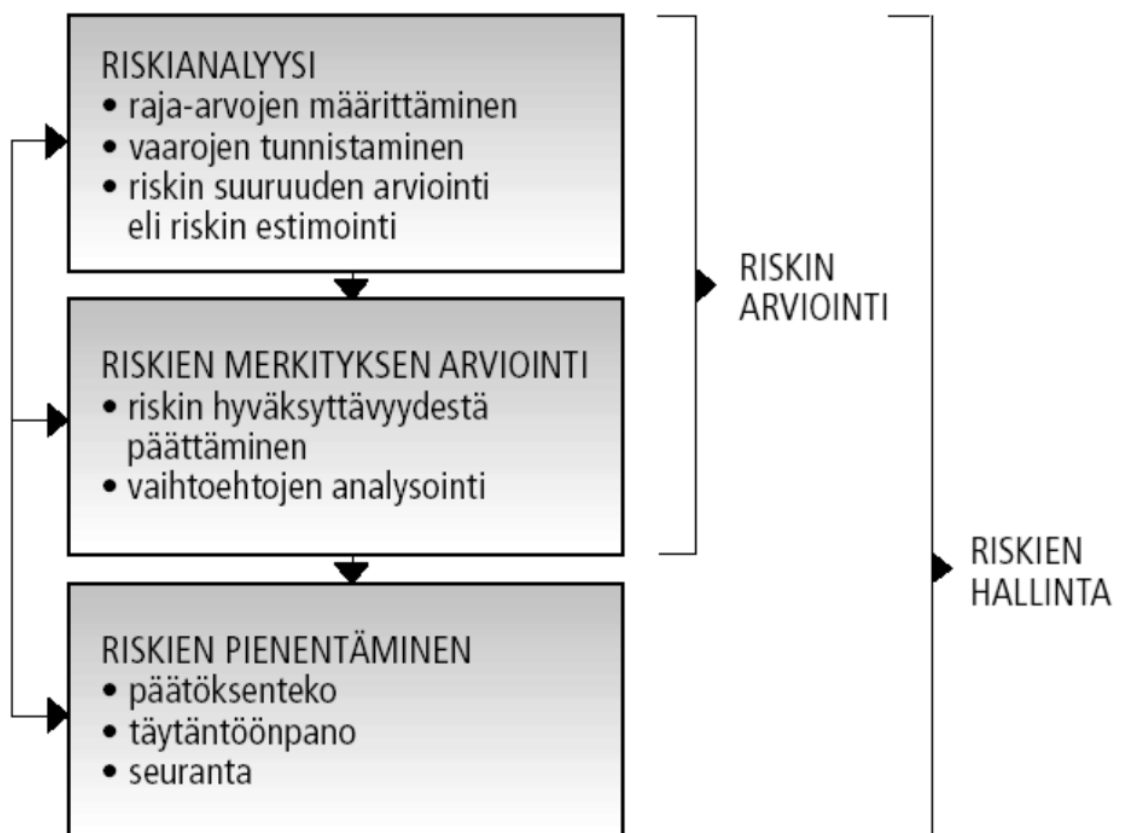 RISKIANALYYSI
• raja-arvojen määrittäminen
• vaarojen tunnistaminen
• riskin suuruuden arviointi
eli riskin estimointi
RISKIEN MERKITYKSEN ARVIOINTI
• riskin hyväksyttävyydestä
päättäminen
• vaihtoehtojen analysointi
RISKIEN PIENENTÄMINEN
• päätöksenteko
• täytäntöönpano
• seuranta
RISKIN
ARVIOINTI
RISKIEN
HALLINTA